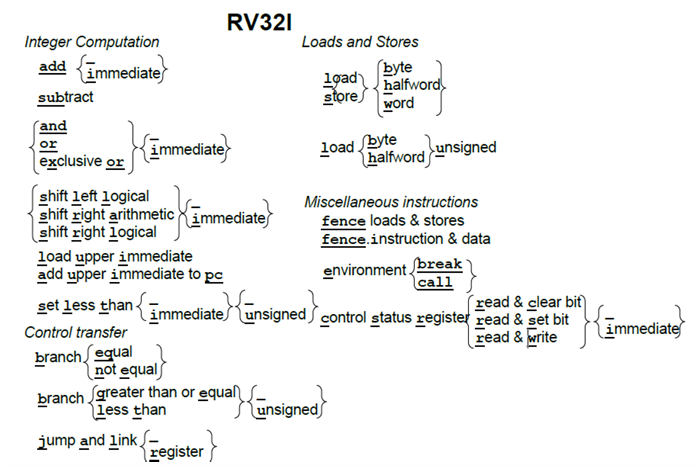 RV32I
Integer Computation
add { _ immediate }
subtract
{ and
or
exclusive or } { _ immediate }
{ shift left logical
shift right arithmetic
shift right logical } { _ immediate }
load upper immediate
add upper immediate to pc
set less than { _ immediate } { _ unsigned }
Control transfer
branch { equal
not equal }
branch { greater than or equal
less than } { _ unsigned }
jump and link { _ register }
Loads and Stores
{ load
store } { byte
halfword
word }
load { byte
halfword } unsigned
Miscellaneous instructions
fence loads & stores
fence.instruction & data
environment { break
call }
control status register { read & clear bit
read & set bit
read & write } { _ immediate }